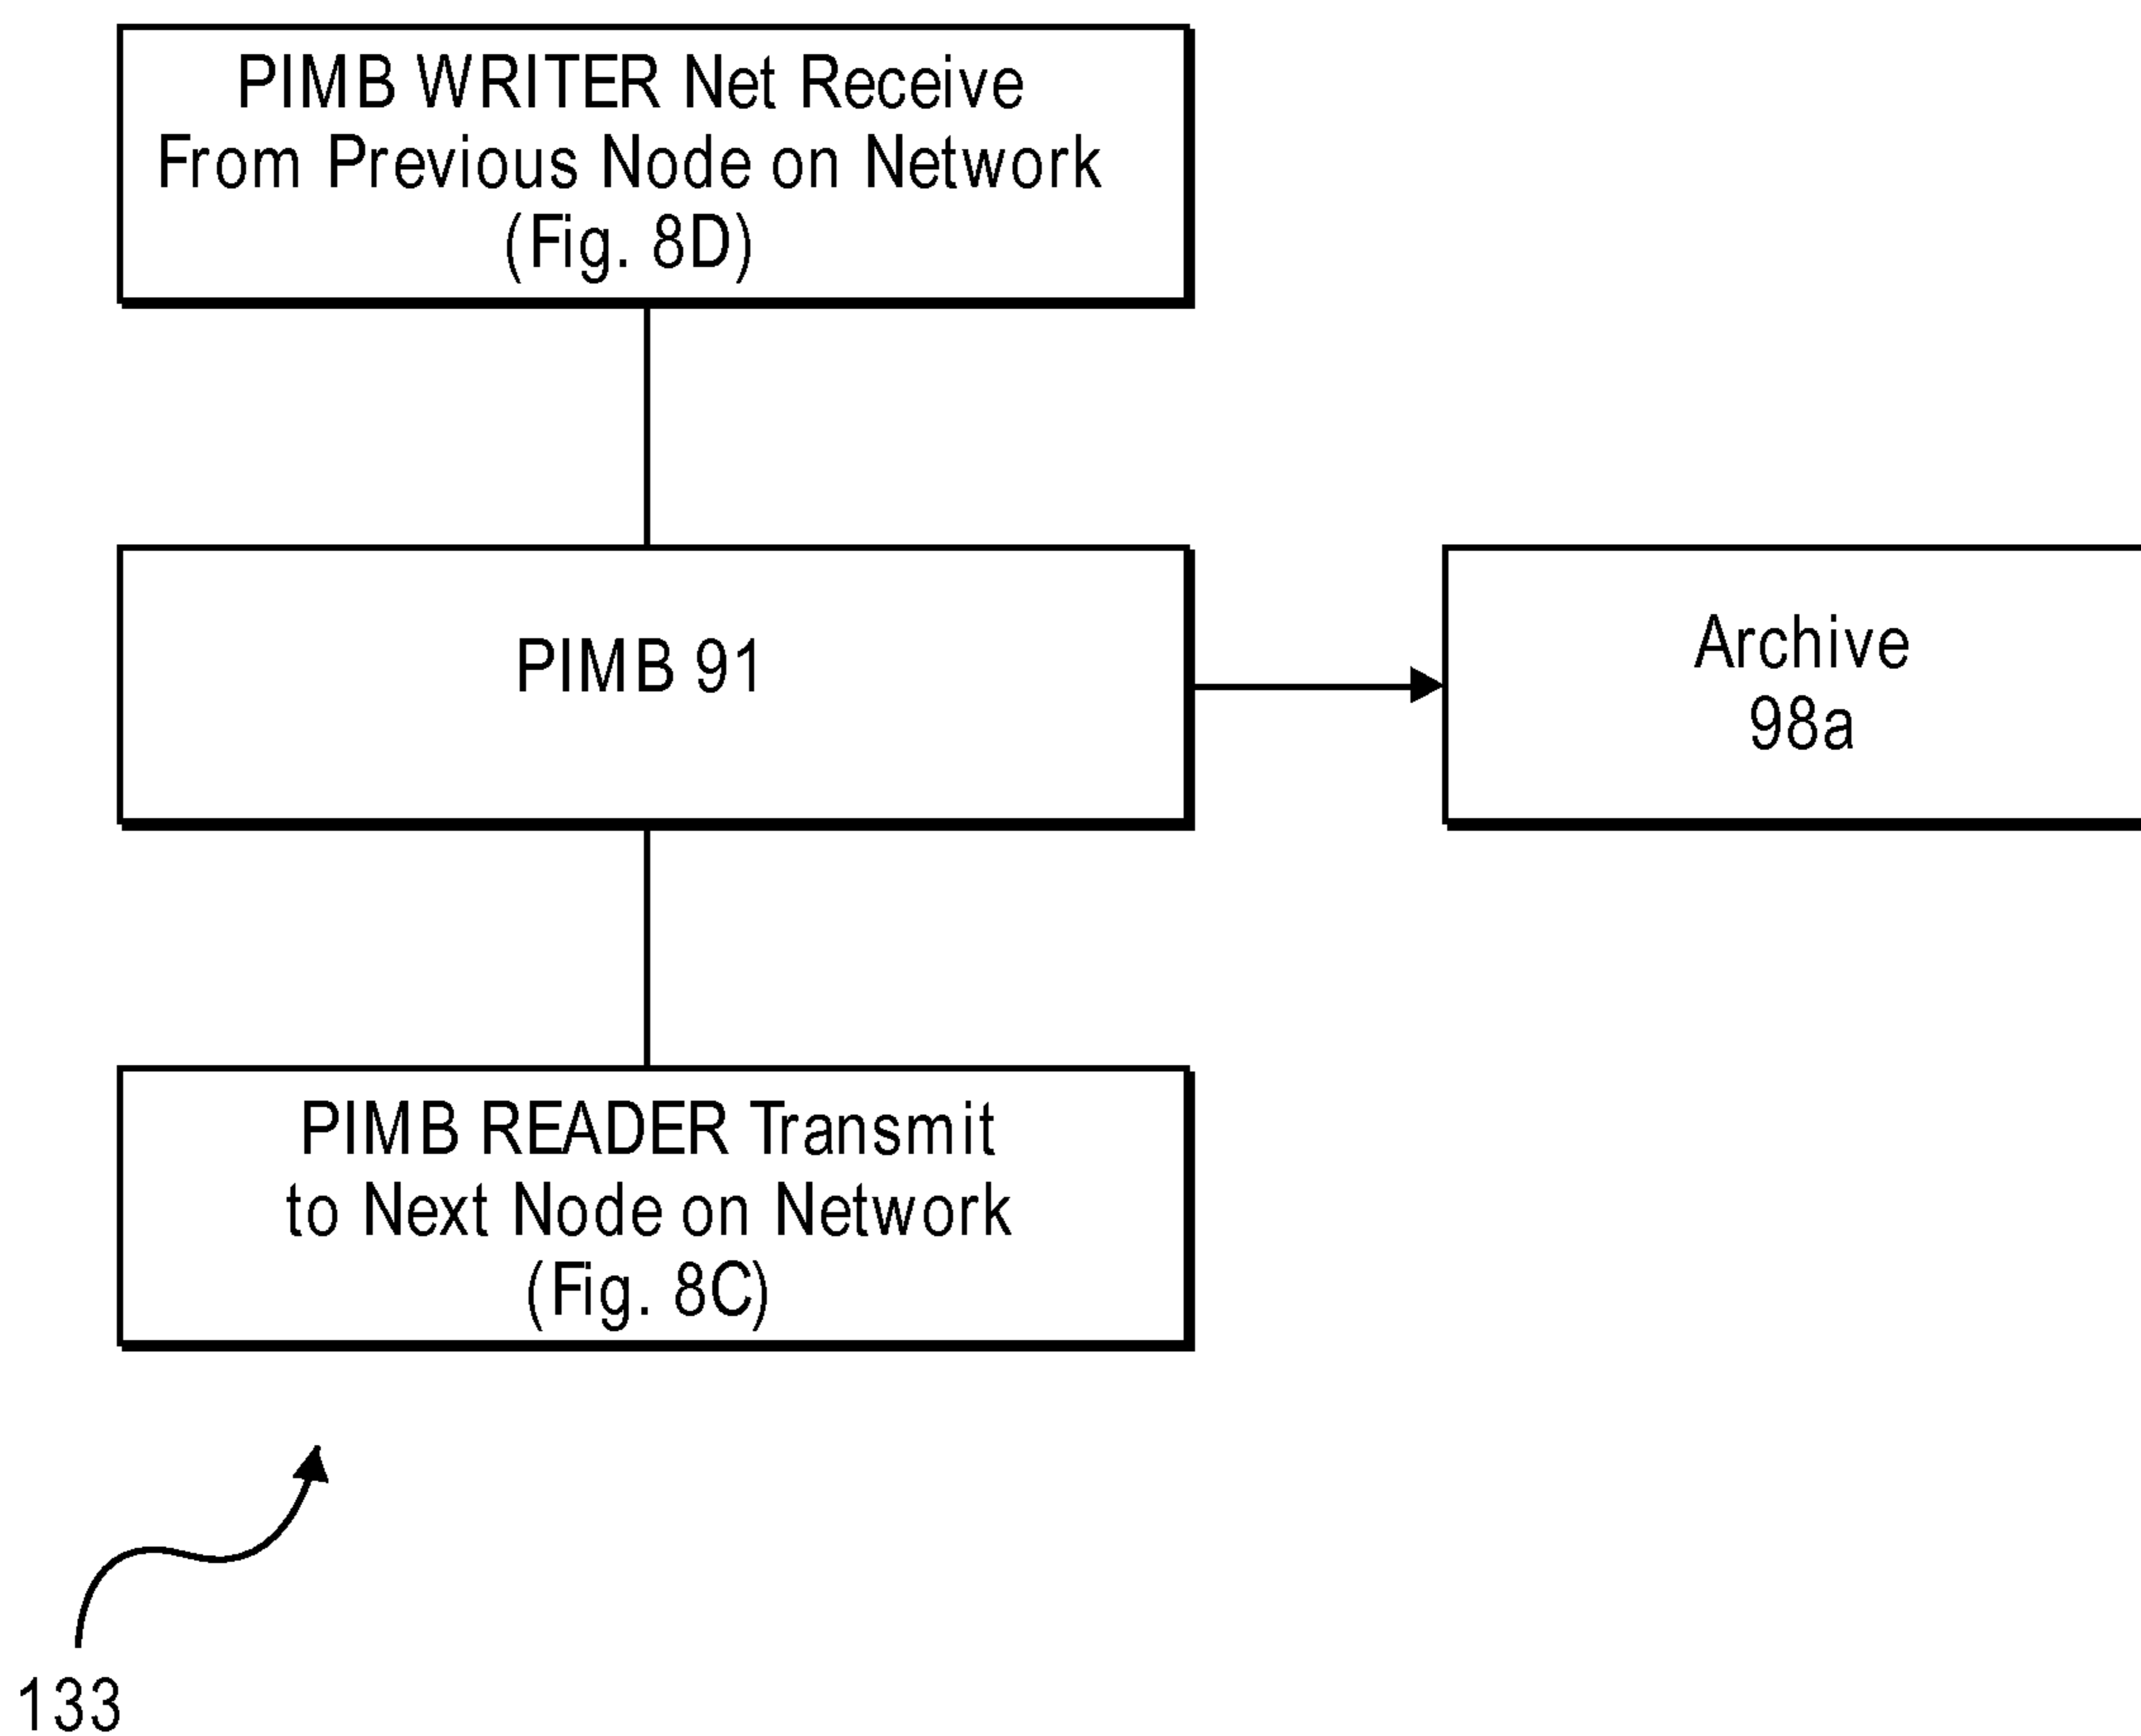 PIMB WRITER Net Receive
From Previous Node on Network
(Fig. 8D)
PIMB 91
Archive
98a
PIMB READER Transmit
to Next Node on Network
(Fig. 8C)
133